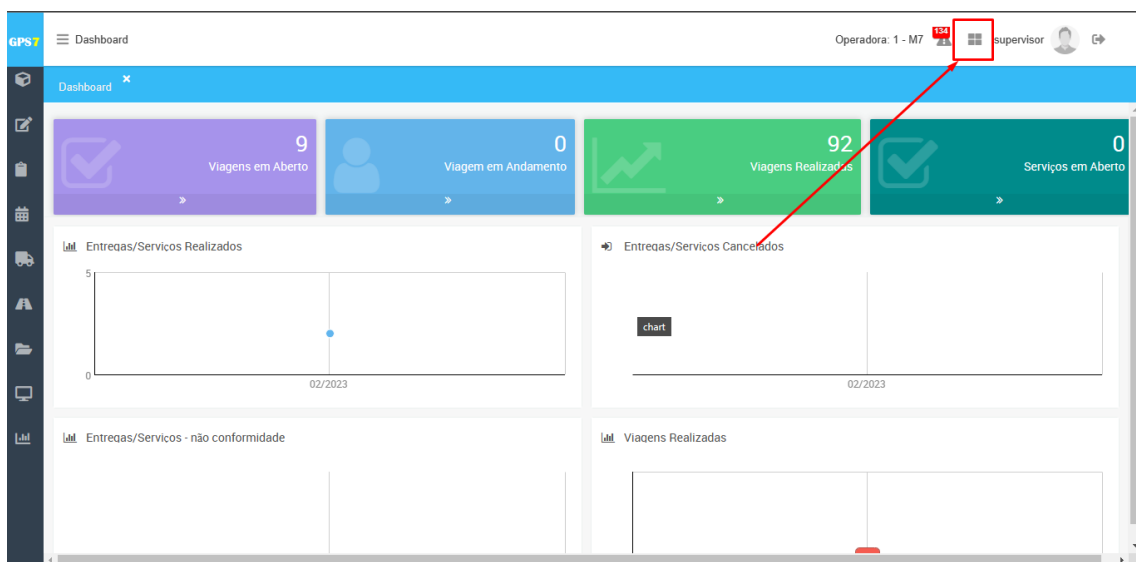 GPS7
Dashboard
Operadora: 1 - M7
134
supervisor
Dashboard ×
9
Viagens em Aberto
0
Viagem em Andamento
92
Viagens Realizadas
0
Serviços em Aberto
Entregas/Serviços Realizados
5
0
02/2023
Entregas/Serviços Cancelados
chart
02/2023
Entregas/Serviços - não conformidade
Viagens Realizadas